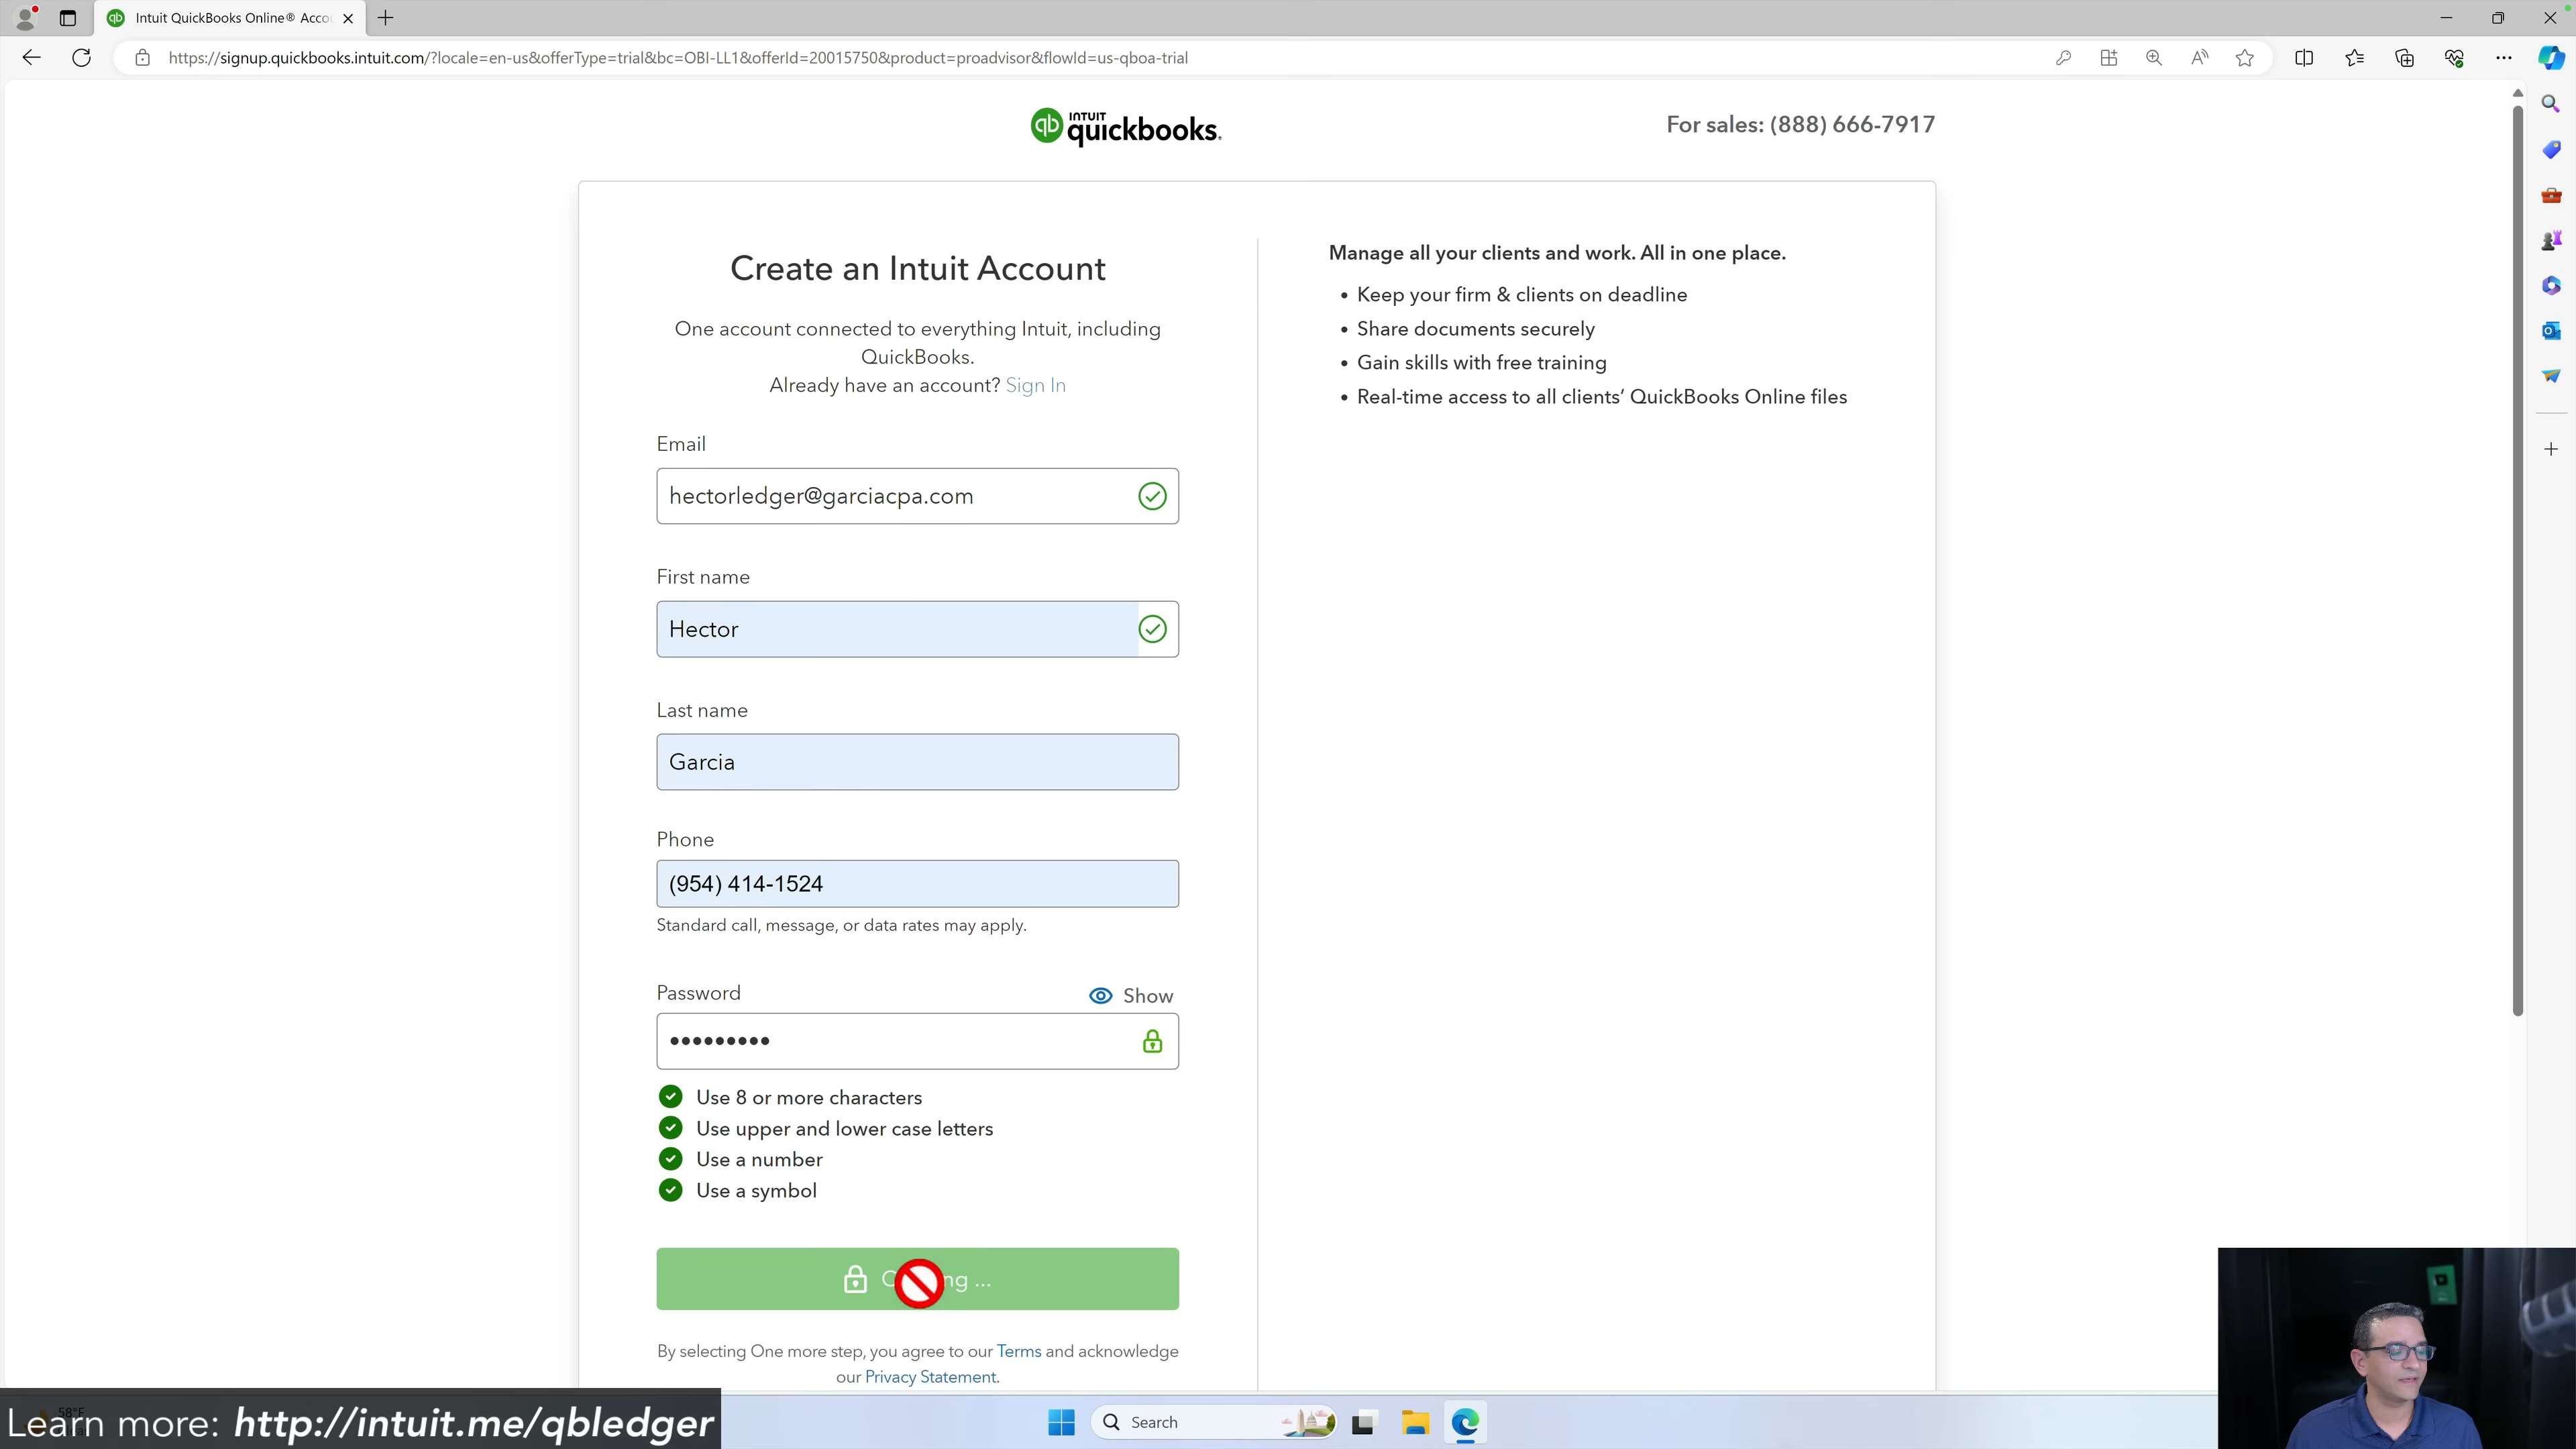 Intuit QuickBooks Online® Acco
https://signup.quickbooks.intuit.com/?locale=en-us&offerType=trial&bc=OBI-LL1&offerId=20015750&product=proadvisor&flowId=us-qboa-trial
INTUIT
quickbooks.
For sales: (888) 666-7917
Create an Intuit Account
One account connected to everything Intuit, including
QuickBooks.
Already have an account? Sign In
Email
hectorledger@garciacpa.com
First name
Hector
Last name
Garcia
Phone
(954) 414-1524
Standard call, message, or data rates may apply.
Password
Show
Use 8 or more characters
Use upper and lower case letters
Use a number
Use a symbol
By selecting One more step, you agree to our Terms and acknowledge
our Privacy Statement.
Manage all your clients and work. All in one place.
• Keep your firm & clients on deadline
• Share documents securely
• Gain skills with free training
• Real-time access to all clients’ QuickBooks Online files
58°F
Learn more: http://intuit.me/qbledger
Search